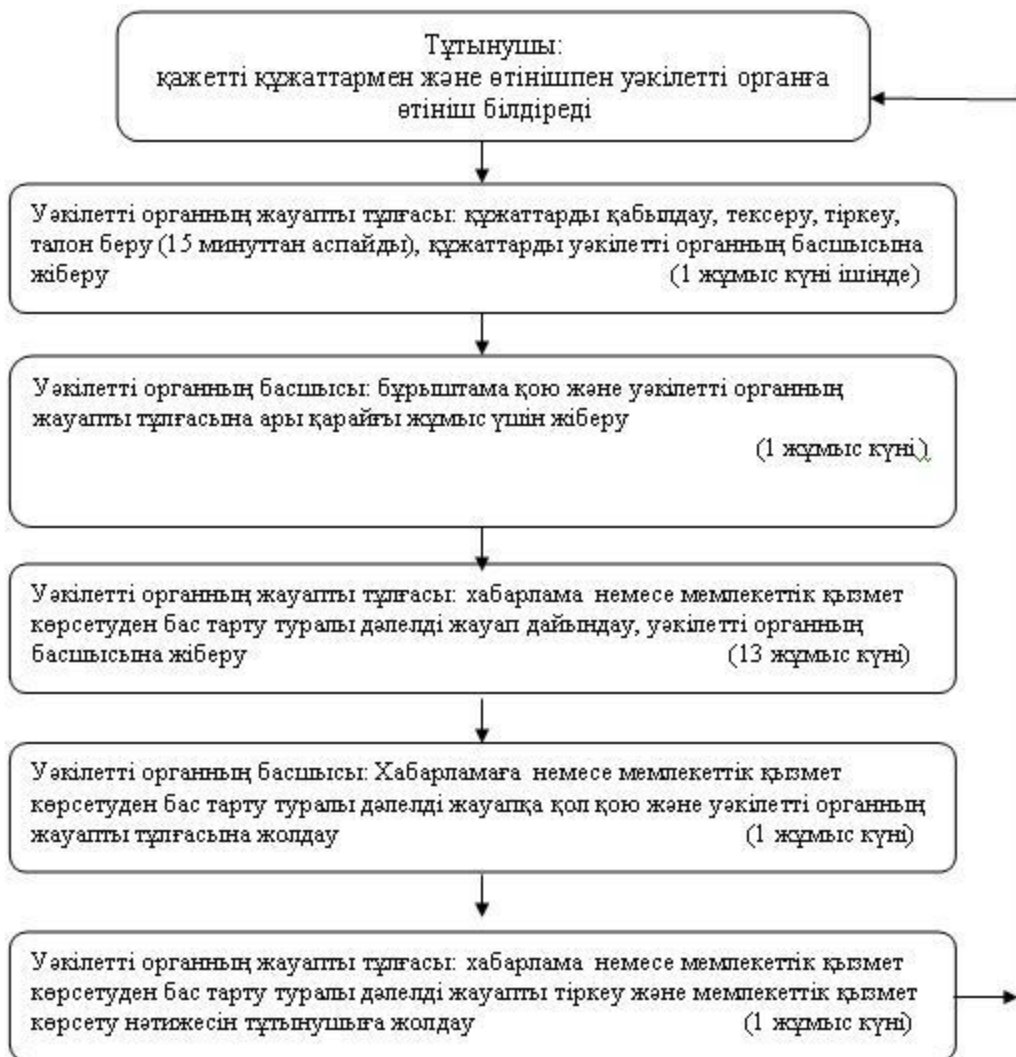 Тұтынушы:
қажетті құжаттармен және өтінішпен уәкілетті органға
өтініш білдіреді
Уәкілетті органның жауапты тұлғасы: құжаттарды қабылдау, тексеру, тіркеу,
талон беру (15 минуттан аспайды), құжаттарды уәкілетті органның басшысына
жіберу (1 жұмыс күні ішінде)
Уәкілетті органның басшысы: бұрыштама қою және уәкілетті органның
жауапты тұлғасына ары қарайғы жұмыс үшін жіберу
(1 жұмыс күні)
Уәкілетті органның жауапты тұлғасы: хабарлама немесе мемлекеттік қызмет
көрсетуден бас тарту туралы дәлелді жауап дайындау, уәкілетті органның
басшысына жіберу (13 жұмыс күні)
Уәкілетті органның басшысы: Хабарламаға немесе мемлекеттік қызмет
көрсетуден бас тарту туралы дәлелді жауапқа қол қою және уәкілетті органның
жауапты тұлғасына жолдау (1 жұмыс күні)
Уәкілетті органның жауапты тұлғасы: хабарлама немесе мемлекеттік қызмет
көрсетуден бас тарту туралы дәлелді жауапты тіркеу және мемлекеттік қызмет
көрсету нәтижесін тұтынушыға жолдау (1 жұмыс күні)